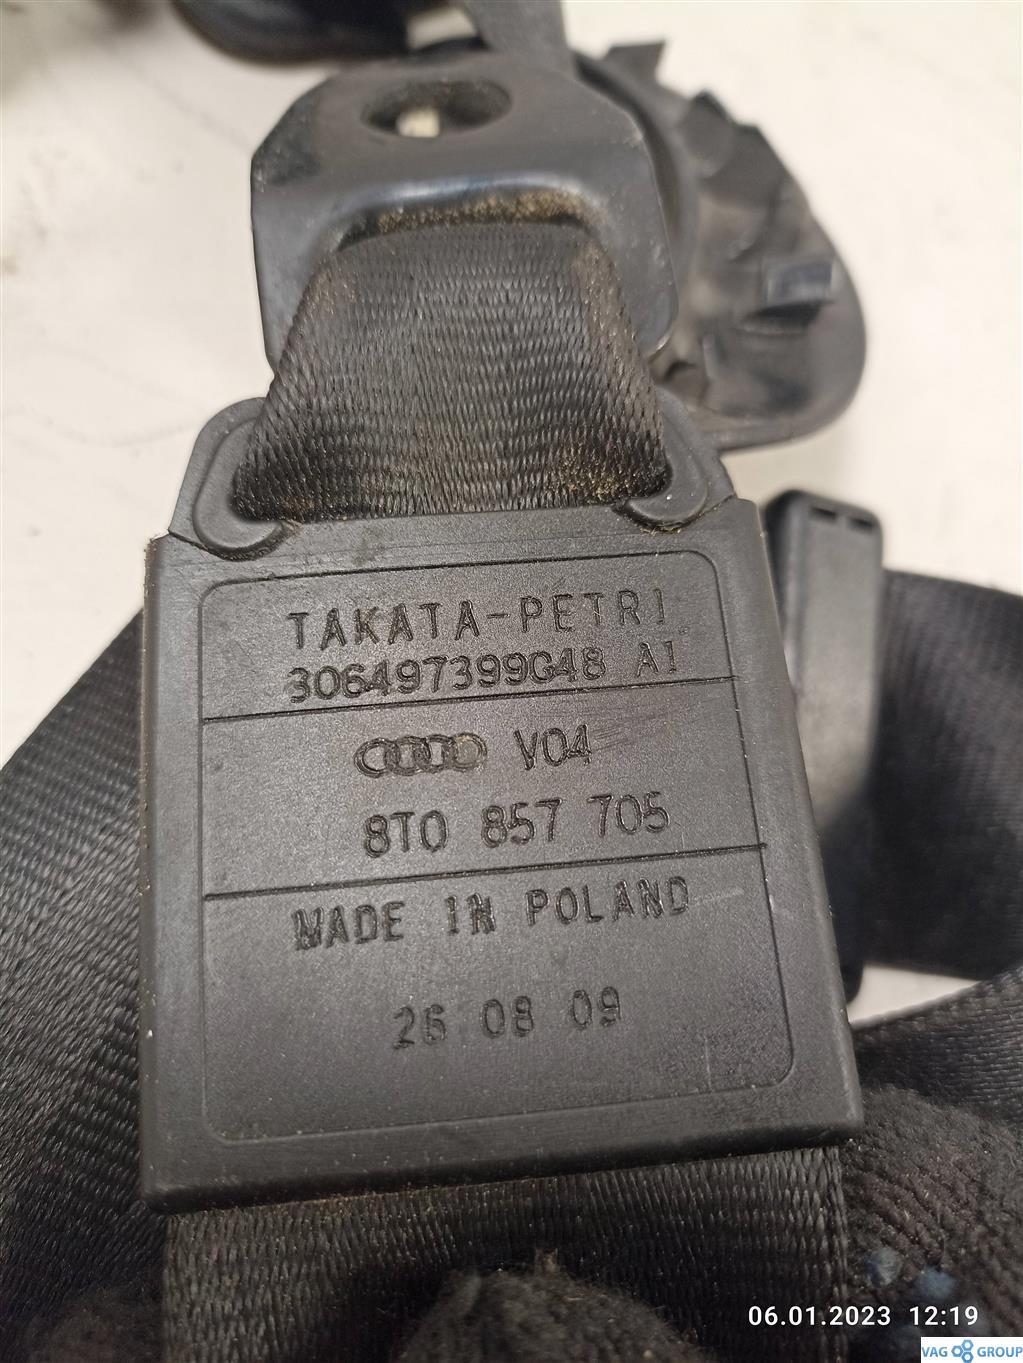 TAKATA-PETRI
306497399G48 A1
V04
8T0 857 705
MADE IN POLAND
26 08 09
06.01.2023 12:19
VAG GROUP